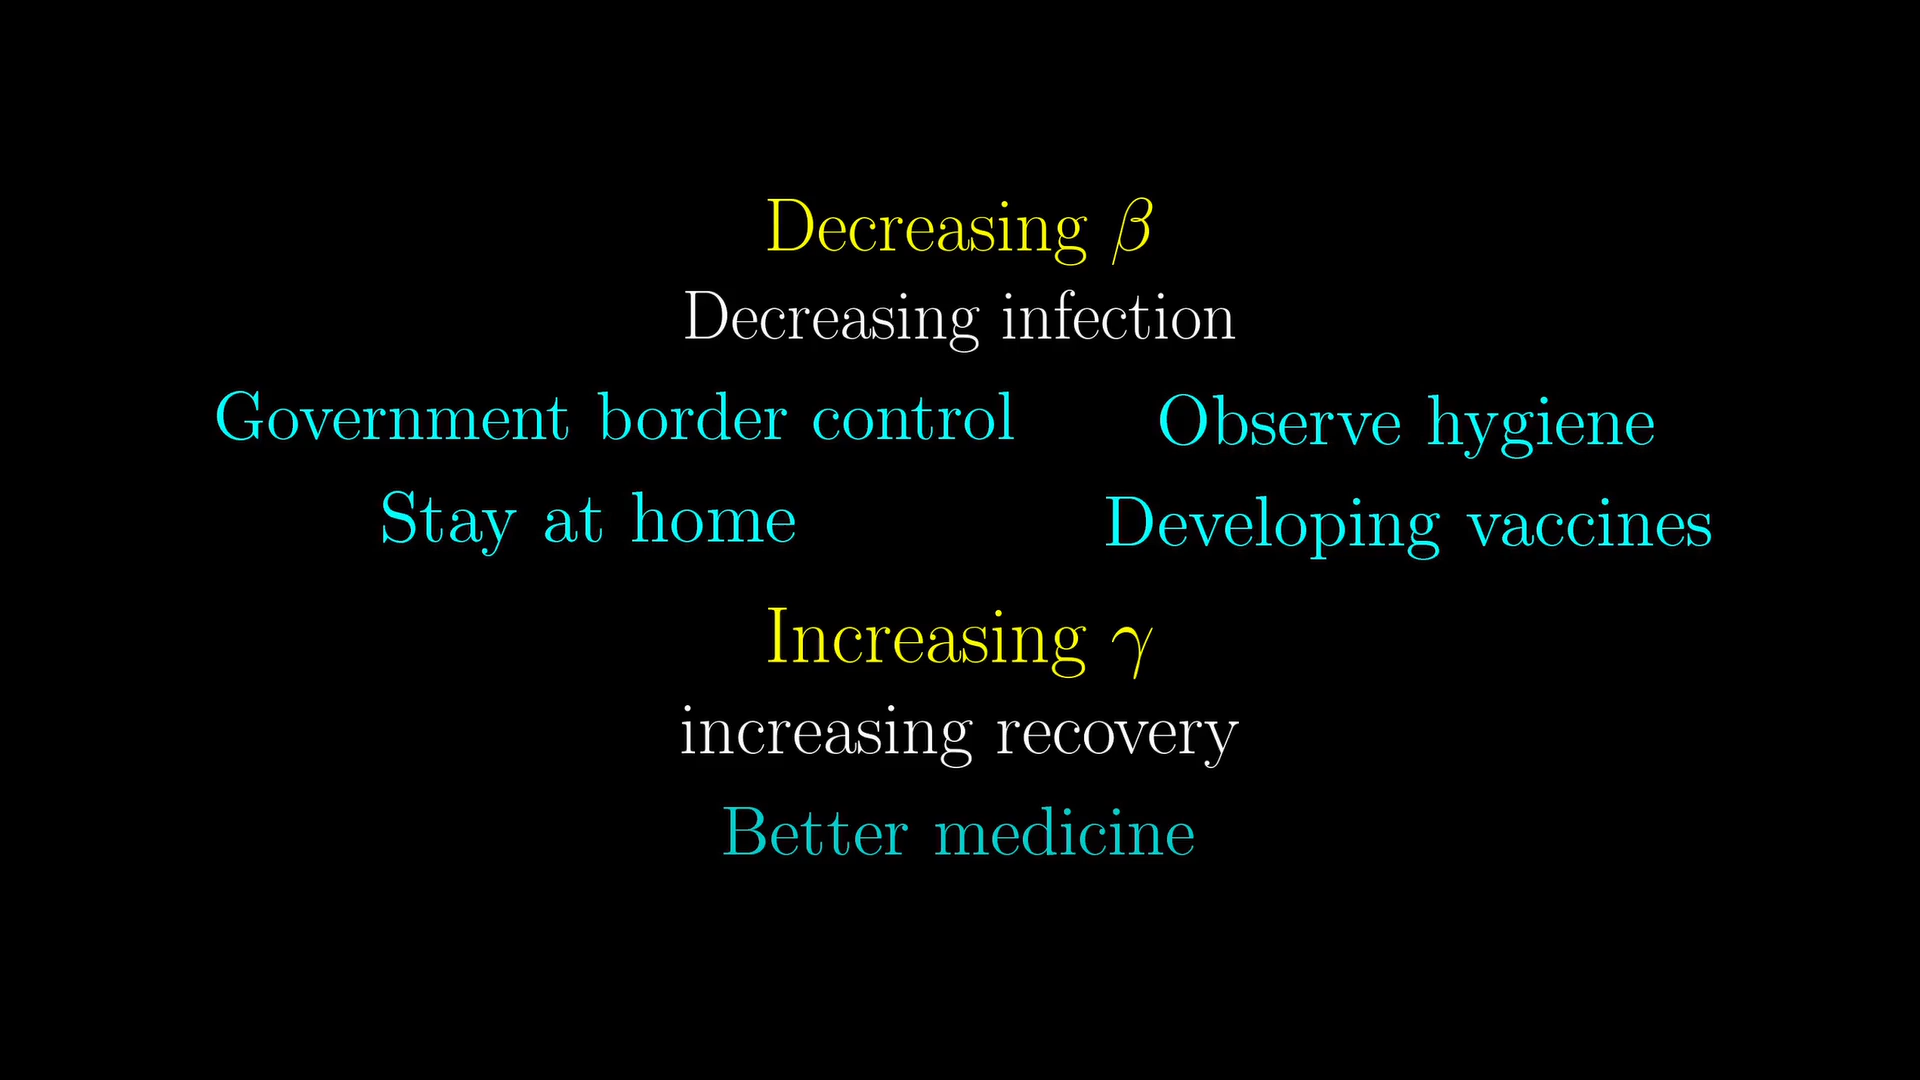 Decreasing β
Decreasing infection
Government border control
Observe hygiene
Stay at home
Developing vaccines
Increasing γ
increasing recovery
Better medicine